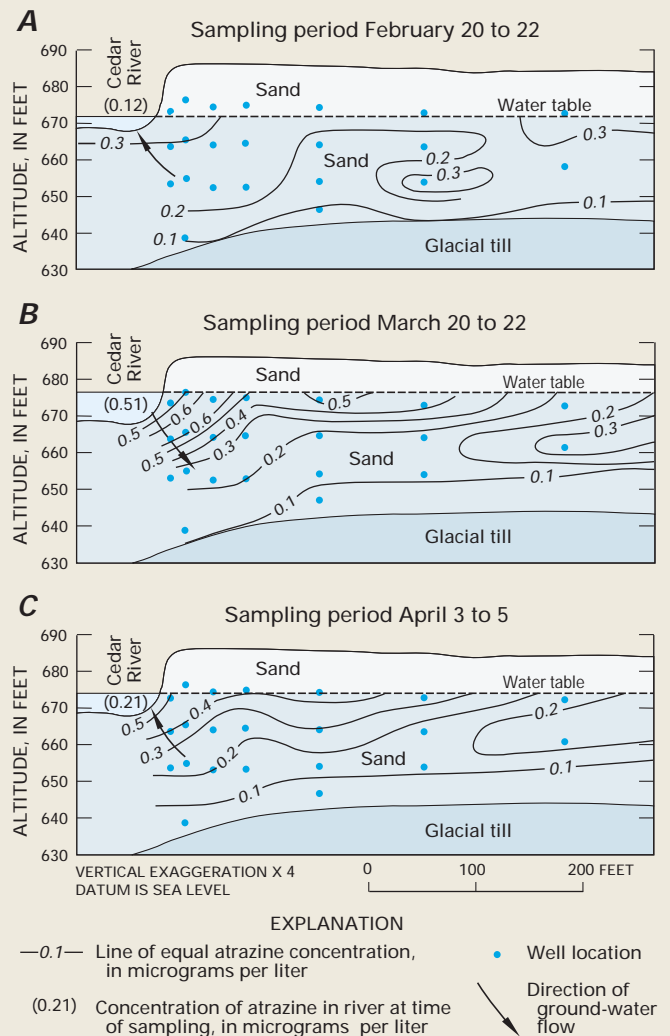 A
Sampling period February 20 to 22
ALTITUDE, IN FEET
690
680
670
660
650
640
630
Cedar
River
(0.12)
Sand
Water table
0.3
0.3
Sand
0.2
0.3
0.2
0.1
0.1
Glacial till
B
Sampling period March 20 to 22
ALTITUDE, IN FEET
690
680
670
660
650
640
630
Cedar
River
(0.51)
Sand
Water table
0.5
0.6
0.6
0.4
0.5
0.5
0.3
0.2
0.2
0.3
Sand
0.1
0.1
Glacial till
C
Sampling period April 3 to 5
ALTITUDE, IN FEET
690
680
670
660
650
640
630
Cedar
River
(0.21)
Sand
Water table
0.5
0.4
0.3
0.2
0.2
Sand
0.1
0.1
Glacial till
VERTICAL EXAGGERATION X 4
DATUM IS SEA LEVEL
0 100 200 FEET
EXPLANATION
0.1 Line of equal atrazine concentration,
in micrograms per liter
(0.21) Concentration of atrazine in river at time
of sampling, in micrograms per liter
Well location
Direction of
ground-water
flow